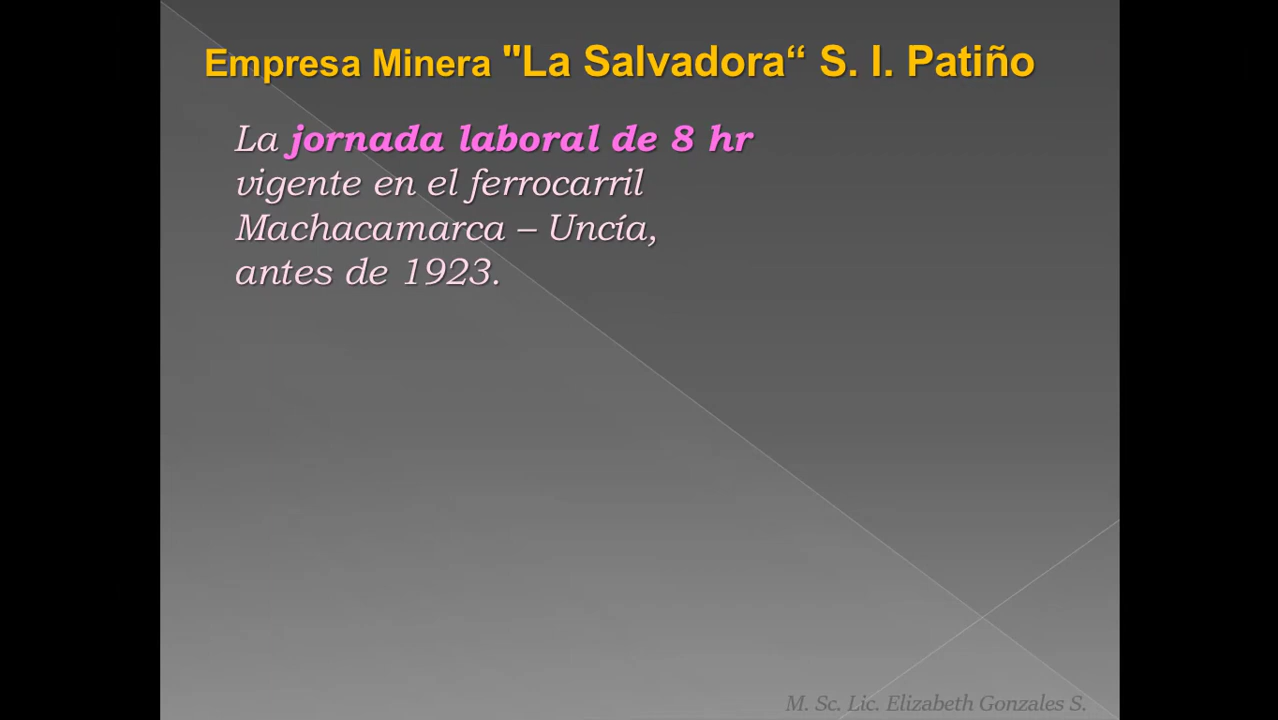 Empresa Minera "La Salvadora“ S. I. Patiño
La jornada laboral de 8 hr
vigente en el ferrocarril
Machacamarca – Uncía,
antes de 1923.
M. Sc. Lic. Elizabeth Gonzales S.